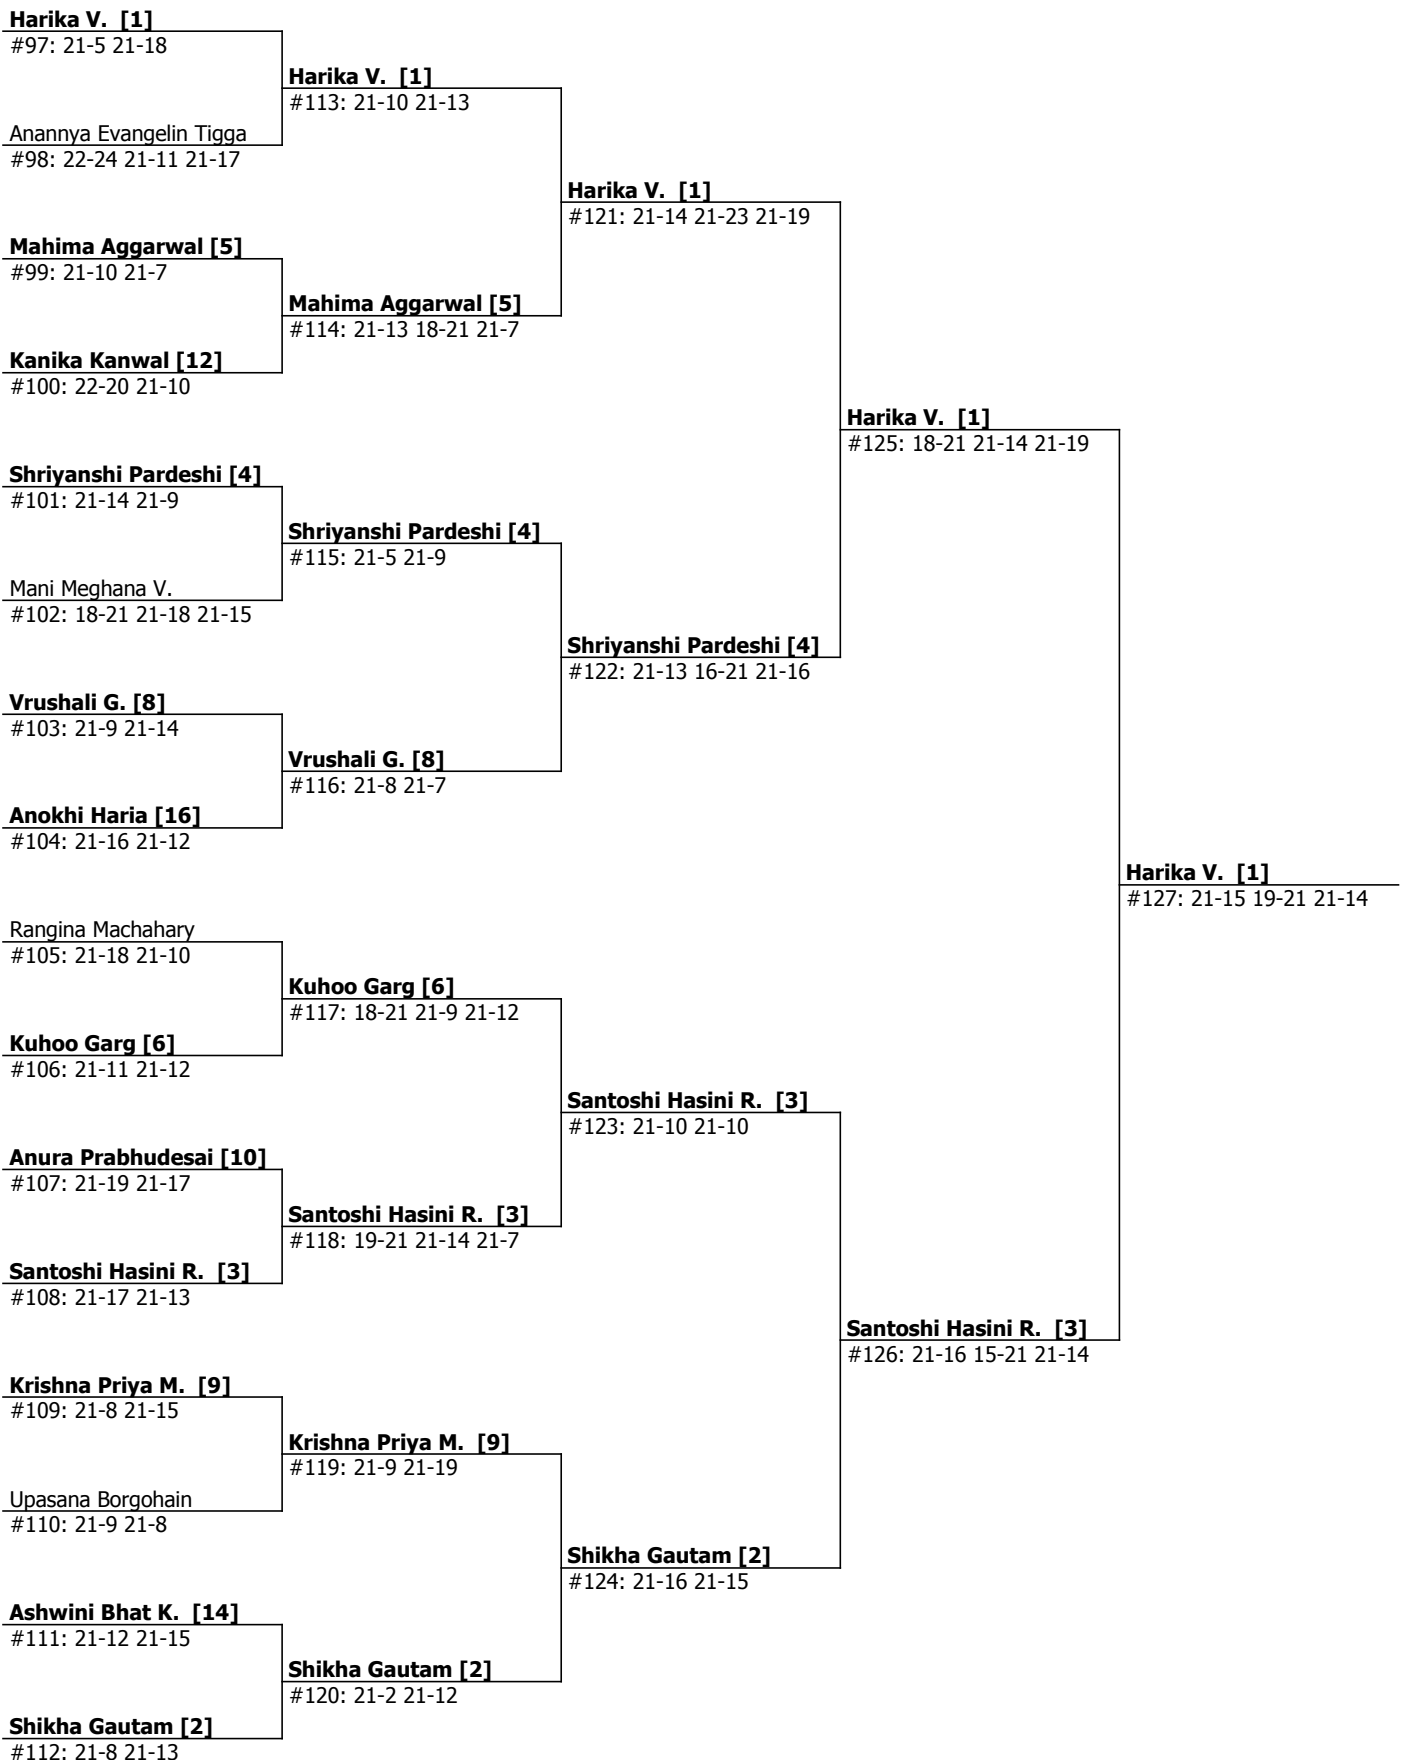 Harika V. [1]
#97: 21-5 21-18
Harika V. [1]
#113: 21-10 21-13
Anannya Evangelin Tigga
#98: 22-24 21-11 21-17
Harika V. [1]
#121: 21-14 21-23 21-19
Mahima Aggarwal [5]
#99: 21-10 21-7
Mahima Aggarwal [5]
#114: 21-13 18-21 21-7
Kanika Kanwal [12]
#100: 22-20 21-10
Harika V. [1]
#125: 18-21 21-14 21-19
Shriyanshi Pardeshi [4]
#101: 21-14 21-9
Shriyanshi Pardeshi [4]
#115: 21-5 21-9
Mani Meghana V.
#102: 18-21 21-18 21-15
Shriyanshi Pardeshi [4]
#122: 21-13 16-21 21-16
Vrushali G. [8]
#103: 21-9 21-14
Vrushali G. [8]
#116: 21-8 21-7
Anokhi Haria [16]
#104: 21-16 21-12
Harika V. [1]
#127: 21-15 19-21 21-14
Rangina Machahary
#105: 21-18 21-10
Kuhoo Garg [6]
#117: 18-21 21-9 21-12
Kuhoo Garg [6]
#106: 21-11 21-12
Santoshi Hasini R. [3]
#123: 21-10 21-10
Anura Prabhudesai [10]
#107: 21-19 21-17
Santoshi Hasini R. [3]
#118: 19-21 21-14 21-7
Santoshi Hasini R. [3]
#108: 21-17 21-13
Santoshi Hasini R. [3]
#126: 21-16 15-21 21-14
Krishna Priya M. [9]
#109: 21-8 21-15
Krishna Priya M. [9]
#119: 21-9 21-19
Upasana Borgohain
#110: 21-9 21-8
Shikha Gautam [2]
#124: 21-16 21-15
Ashwini Bhat K. [14]
#111: 21-12 21-15
Shikha Gautam [2]
#120: 21-2 21-12
Shikha Gautam [2]
#112: 21-8 21-13